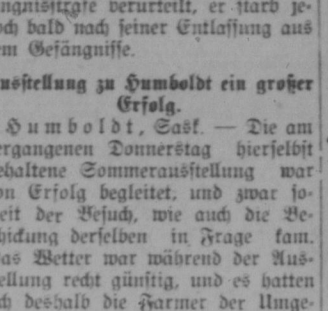 ngnisstrafe verurteilt, er starb je-
och bald nach seiner Entlassung aus
em Gefängnisse.
usstellung zu Humboldt ein großer
Erfolg.
Humboldt, Sask. — Die am
ergangenen Donnerstag hierselbst
ehaltene Sommerausstellung war
on Erfolg begleitet, und zwar so-
eit der Besuch, wie auch die Be-
hickung derselben in Frage kam.
as Wetter war während der Aus-
ellung recht günstig, und es hatten
ch deshalb die Farmer der Umge-